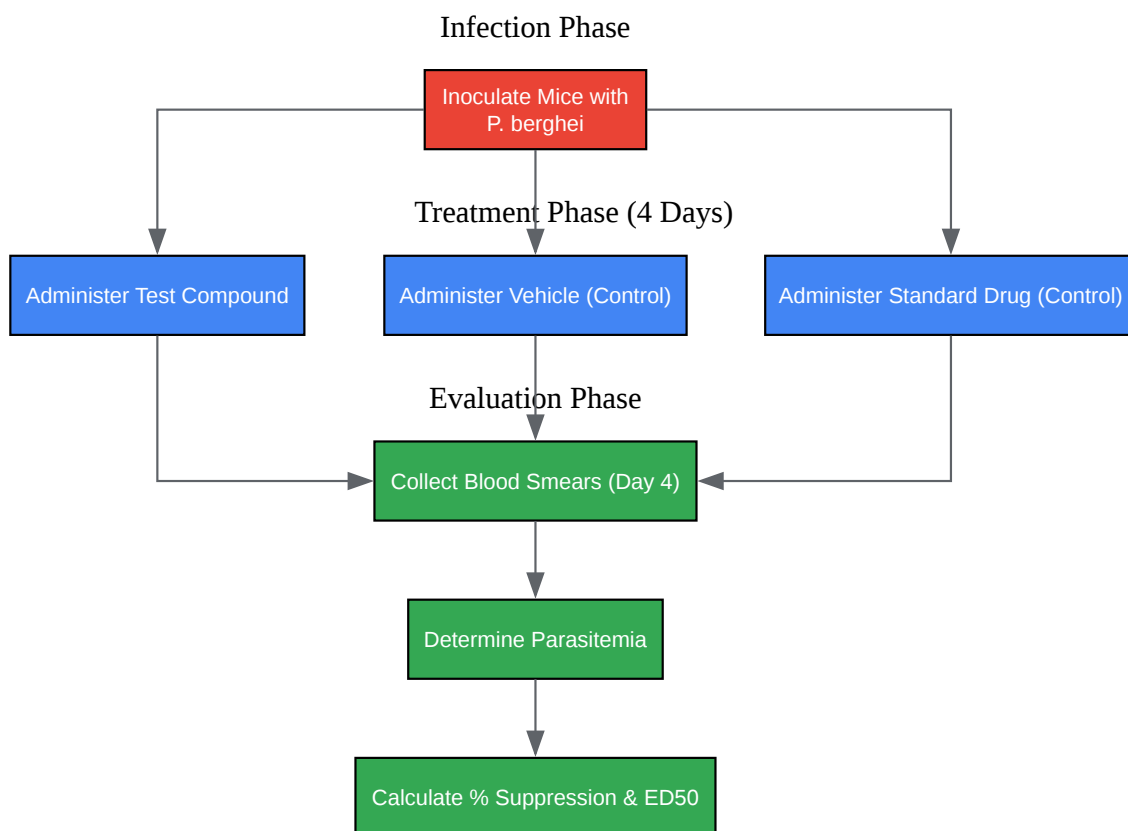 Infection Phase
Inoculate Mice with
P. berghei
Treatment Phase (4 Days)
Administer Test Compound
Administer Vehicle (Control)
Administer Standard Drug (Control)
Evaluation Phase
Collect Blood Smears (Day 4)
Determine Parasitemia
Calculate % Suppression & ED50